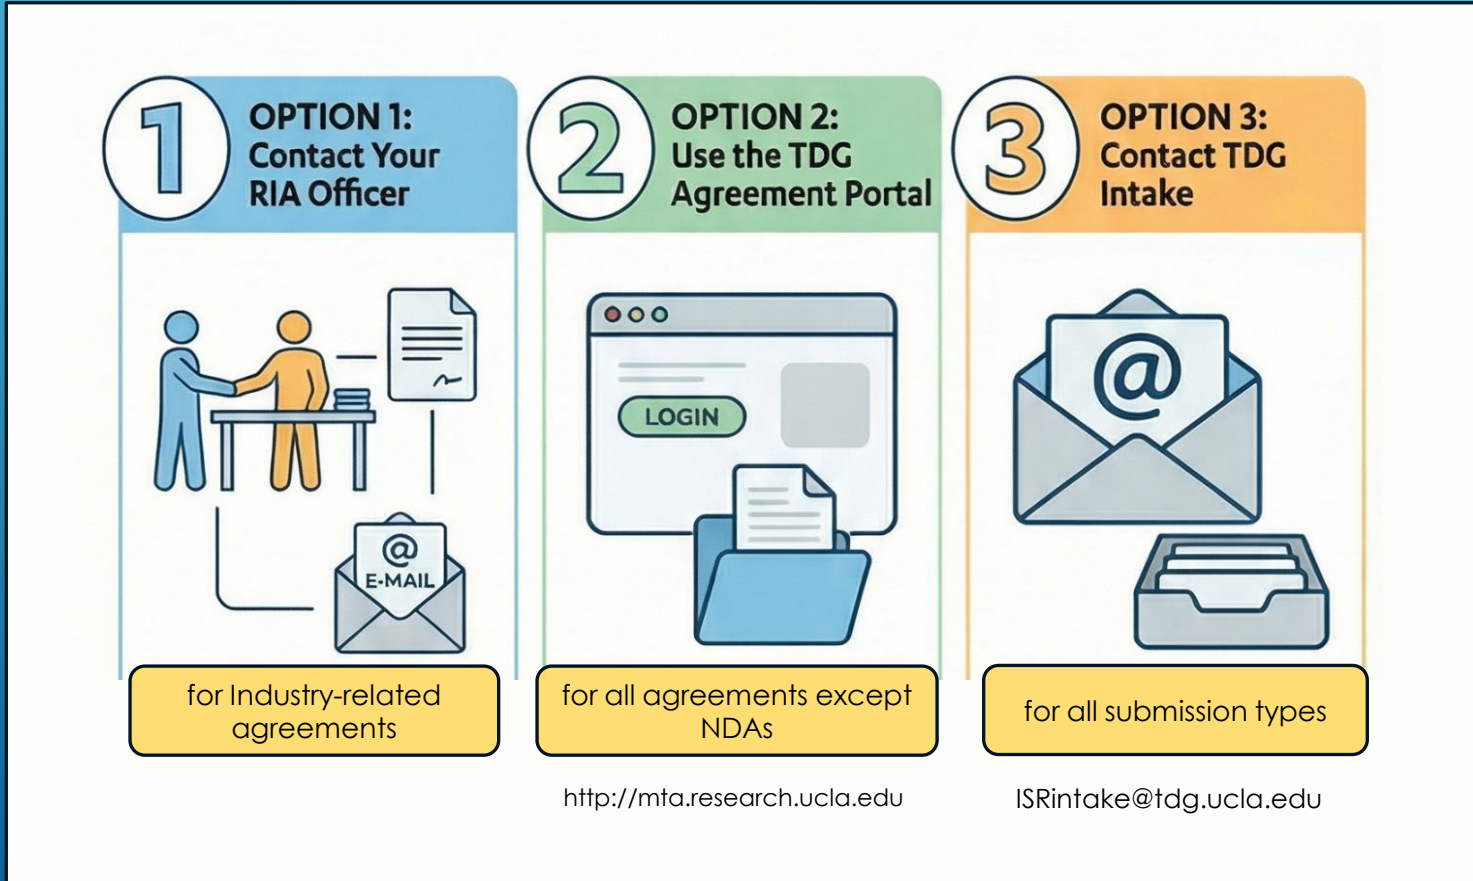 1
OPTION 1:
Contact Your
RIA Officer
@
E-MAIL
for Industry-related
agreements
2
OPTION 2:
Use the TDG
Agreement Portal
LOGIN
for all agreements except
NDAs
http://mta.research.ucla.edu
3
OPTION 3:
Contact TDG
Intake
@
for all submission types
ISRintake@tdg.ucla.edu